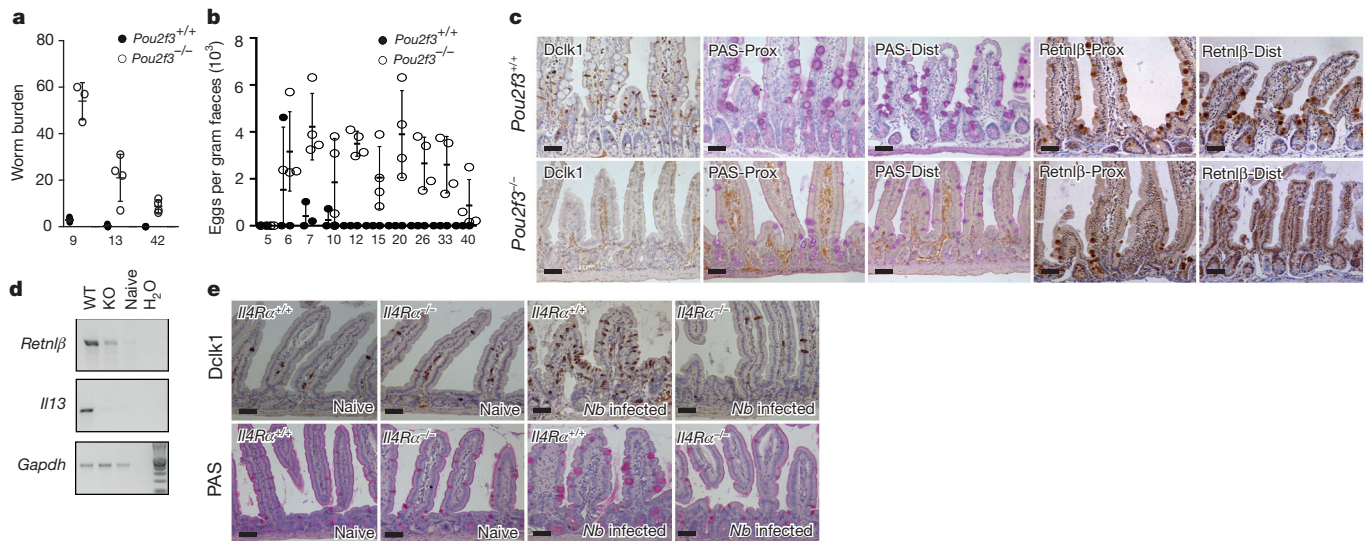 a
Worm burden
80
60
40
20
0
9 13 42
Pou2f3+/+
Pou2f3−/−
b
Eggs per gram faeces (10³)
8
6
4
2
0
5 6 7 10 12 15 20 26 33 40
Pou2f3+/+
Pou2f3−/−
c
Pou2f3+/+
Dclk1
PAS-Prox
PAS-Dist
Retnlβ-Prox
Retnlβ-Dist
Pou2f3−/−
Dclk1
PAS-Prox
PAS-Dist
Retnlβ-Prox
Retnlβ-Dist
d
WT
KO
Naive
H₂O
Retnlβ
Il13
Gapdh
e
Dclk1
Il4Rα+/+
Naive
Il4Rα−/−
Naive
Il4Rα+/+
Nb infected
Il4Rα−/−
Nb infected
PAS
Il4Rα+/+
Naive
Il4Rα−/−
Naive
Il4Rα+/+
Nb infected
Il4Rα−/−
Nb infected